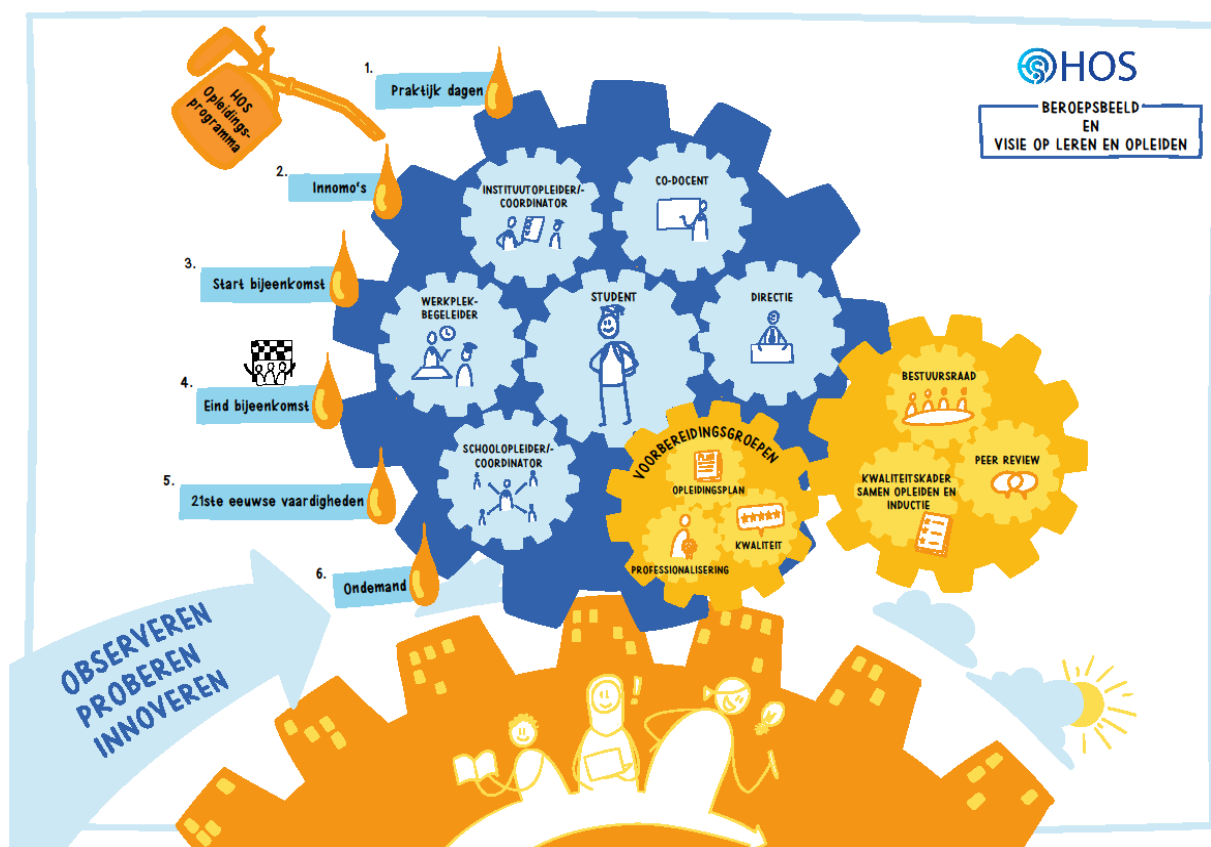 HOS
Opleidings-
programma
1.
Praktijk dagen
2.
Innomo's
3.
Start bijeenkomst
4.
Eind bijeenkomst
5.
21ste eeuwse vaardigheden
6.
Ondemand
HOS
BEROEPSBEELD
EN
VISIE OP LEREN EN OPLEIDEN
INSTITUUTOPLEIDER/-
COORDINATOR
CO-DOCENT
WERKPLEK-
BEGELEIDER
STUDENT
DIRECTIE
SCHOOLOPLEIDER/-
COORDINATOR
VOORBEREIDINGSGROEPEN
PLAN
OPLEIDINGSPLAN
KWALITEIT
PROFESSIONALISERING
BESTUURSRAAD
PEER REVIEW
KWALITEITSKADER
SAMEN OPLEIDEN EN
INDUCTIE
OBSERVEREN
PROBEREN
INNOVEREN
!